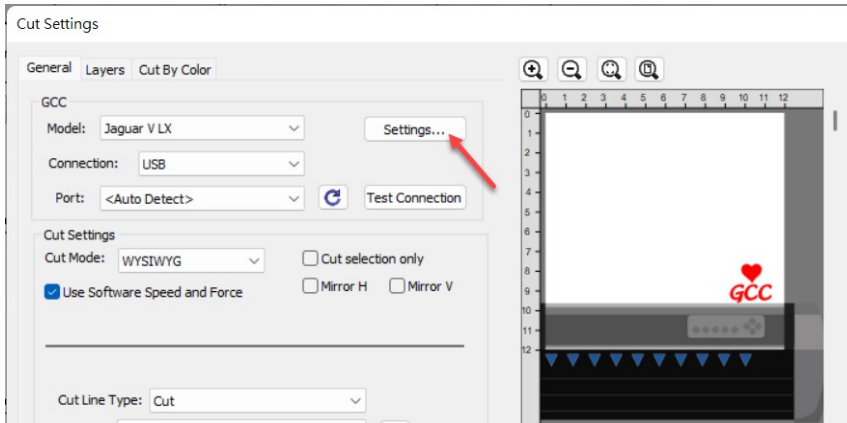 Cut Settings
General Layers Cut By Color
GCC
Model: Jaguar V LX Settings...
Connection: USB
Port: <Auto Detect> Test Connection
Cut Settings
Cut Mode: WYSIWYG Cut selection only
Use Software Speed and Force Mirror H Mirror V
Cut Line Type: Cut
0 1 2 3 4 5 6 7 8 9 10 11 12
0
1
2
3
4
5
6
7
8
9
10
11
12
GCC